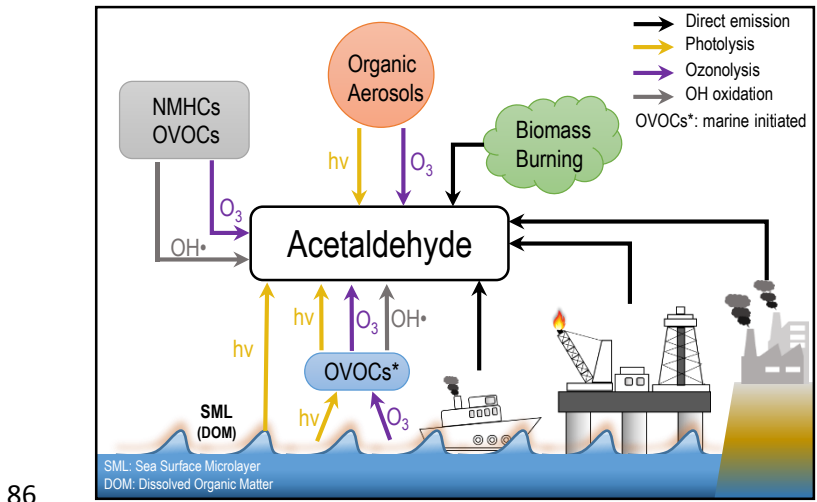 Direct emission
Photolysis
Ozonolysis
OH oxidation
OVOCs*: marine initiated
Organic
Aerosols
NMHCs
OVOCs
Biomass
Burning
hv
O3
O3
OH•
Acetaldehyde
hv
hv
O3
OH•
OVOCs*
SML
(DOM)
hv
O3
SML: Sea Surface Microlayer
DOM: Dissolved Organic Matter
86